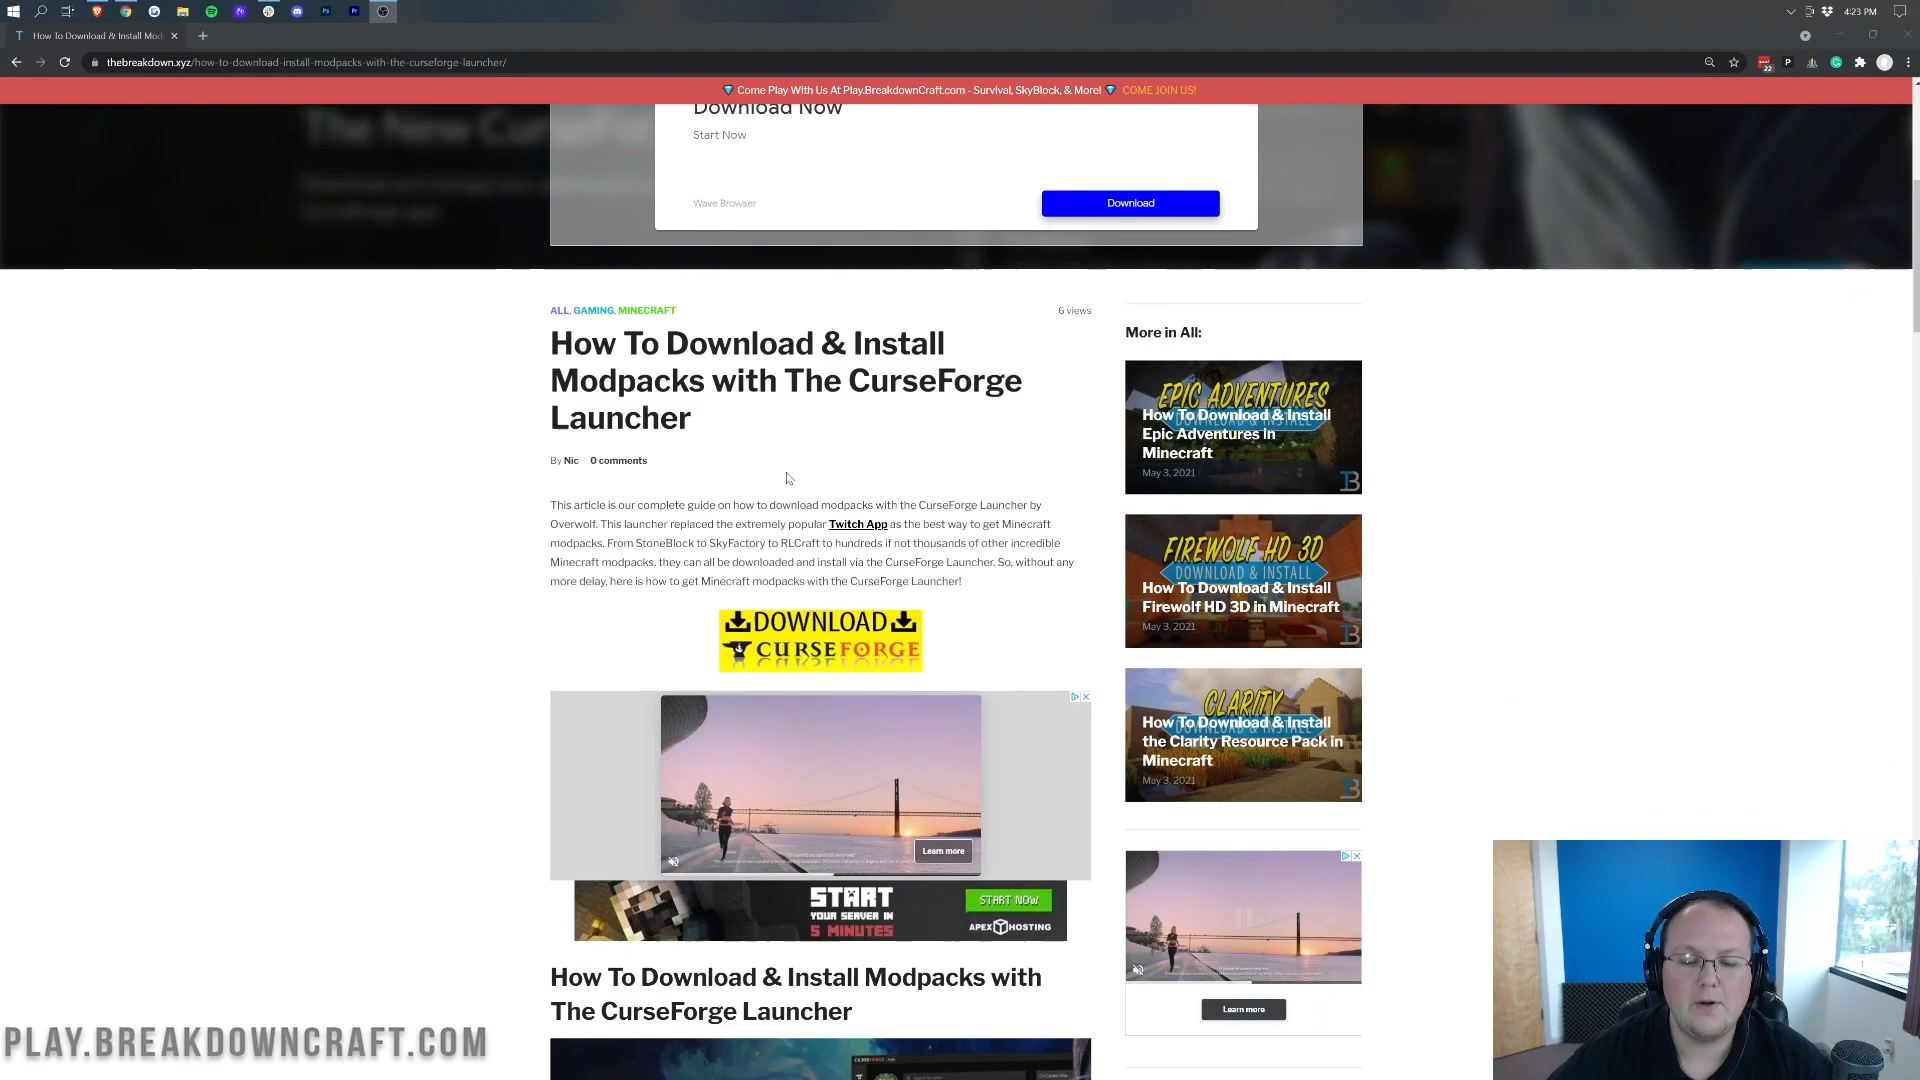 4:23 PM
How To Download & Install Mod
thebreakdown.xyz/how-to-download-install-modpacks-with-the-curseforge-launcher/
22
💎 Come Play With Us At Play.BreakdownCraft.com - Survival, SkyBlock, & More! 💎 COME JOIN US!
Download Now
Start Now
Wave Browser
Download
The New CurseFor
ALL, GAMING, MINECRAFT
6 views
How To Download & Install
Modpacks with The CurseForge
Launcher
By Nic / 0 comments
This article is our complete guide on how to download modpacks with the CurseForge Launcher by
Overwolf. This launcher replaced the extremely popular Twitch App as the best way to get Minecraft
modpacks. From StoneBlock to SkyFactory to RLCraft to hundreds if not thousands of other incredible
Minecraft modpacks, they can all be downloaded and install via the CurseForge Launcher. So, without any
more delay, here is how to get Minecraft modpacks with the CurseForge Launcher!
DOWNLOAD
CURSEFORGE
Learn more
START
YOUR SERVER IN
5 MINUTES
START NOW
APEX HOSTING
How To Download & Install Modpacks with
The CurseForge Launcher
More in All:
EPIC ADVENTURES
DOWNLOAD & INSTALL
How To Download & Install
Epic Adventures in
Minecraft
May 3, 2021
FIREWOLF HD 3D
DOWNLOAD & INSTALL
How To Download & Install
Firewolf HD 3D in Minecraft
May 3, 2021
CLARITY
DOWNLOAD & INSTALL
How To Download & Install
the Clarity Resource Pack in
Minecraft
May 3, 2021
Learn more
PLAY.BREAKDOWNCRAFT.COM